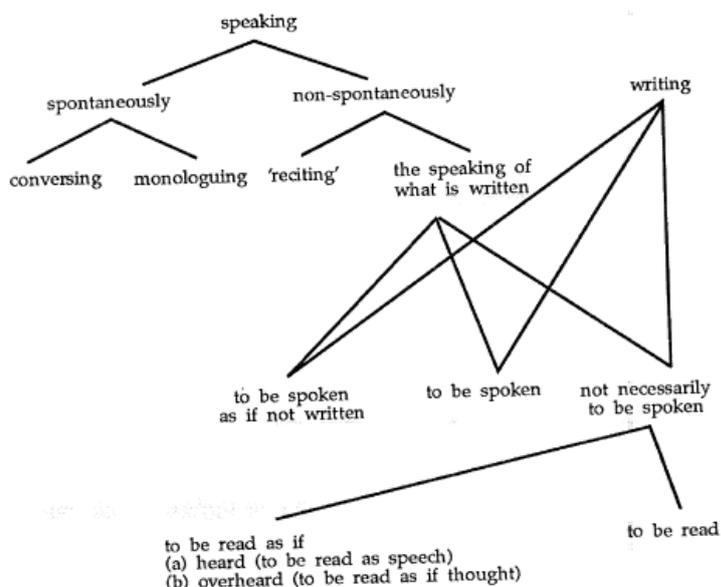 speaking
spontaneously
non-spontaneously
writing
conversing
monologuing
'reciting'
the speaking of
what is written
to be spoken
as if not written
to be spoken
not necessarily
to be spoken
to be read as if
(a) heard (to be read as speech)
(b) overheard (to be read as if thought)
to be read